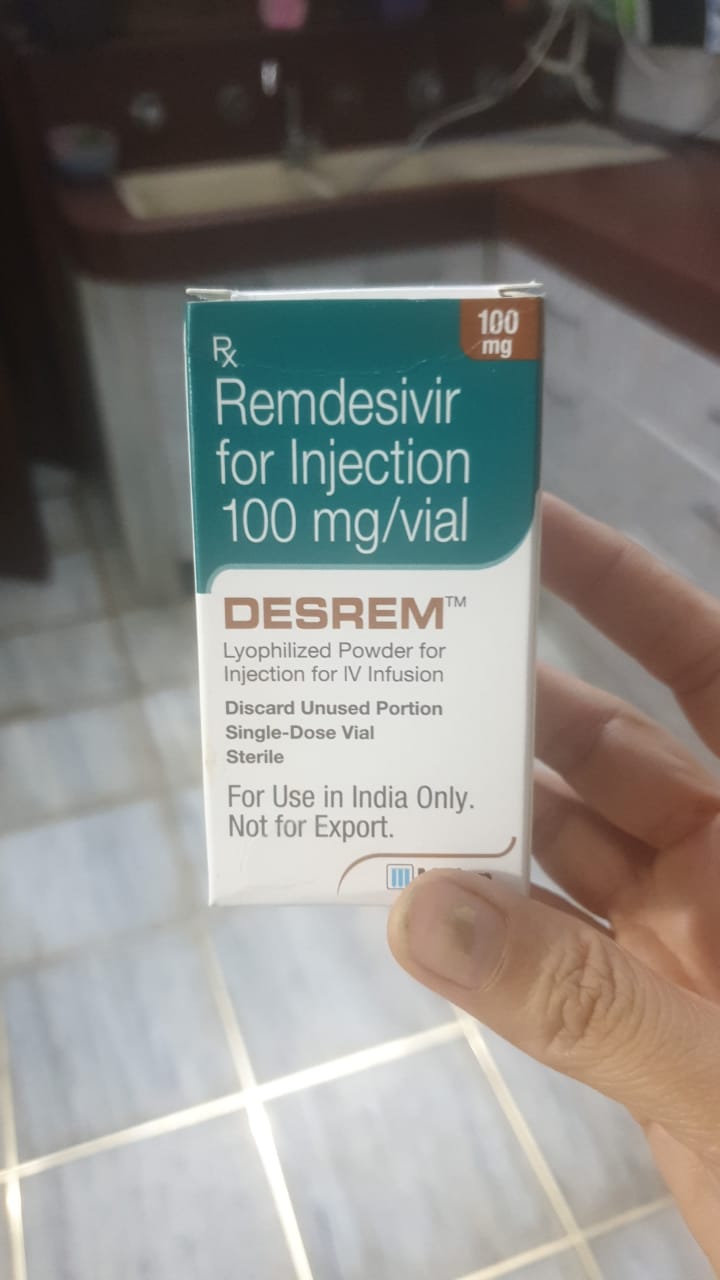 100
mg
Rx
Remdesivir
for Injection
100 mg/vial
DESREM™
Lyophilized Powder for
Injection for IV Infusion
Discard Unused Portion
Single-Dose Vial
Sterile
For Use in India Only.
Not for Export.